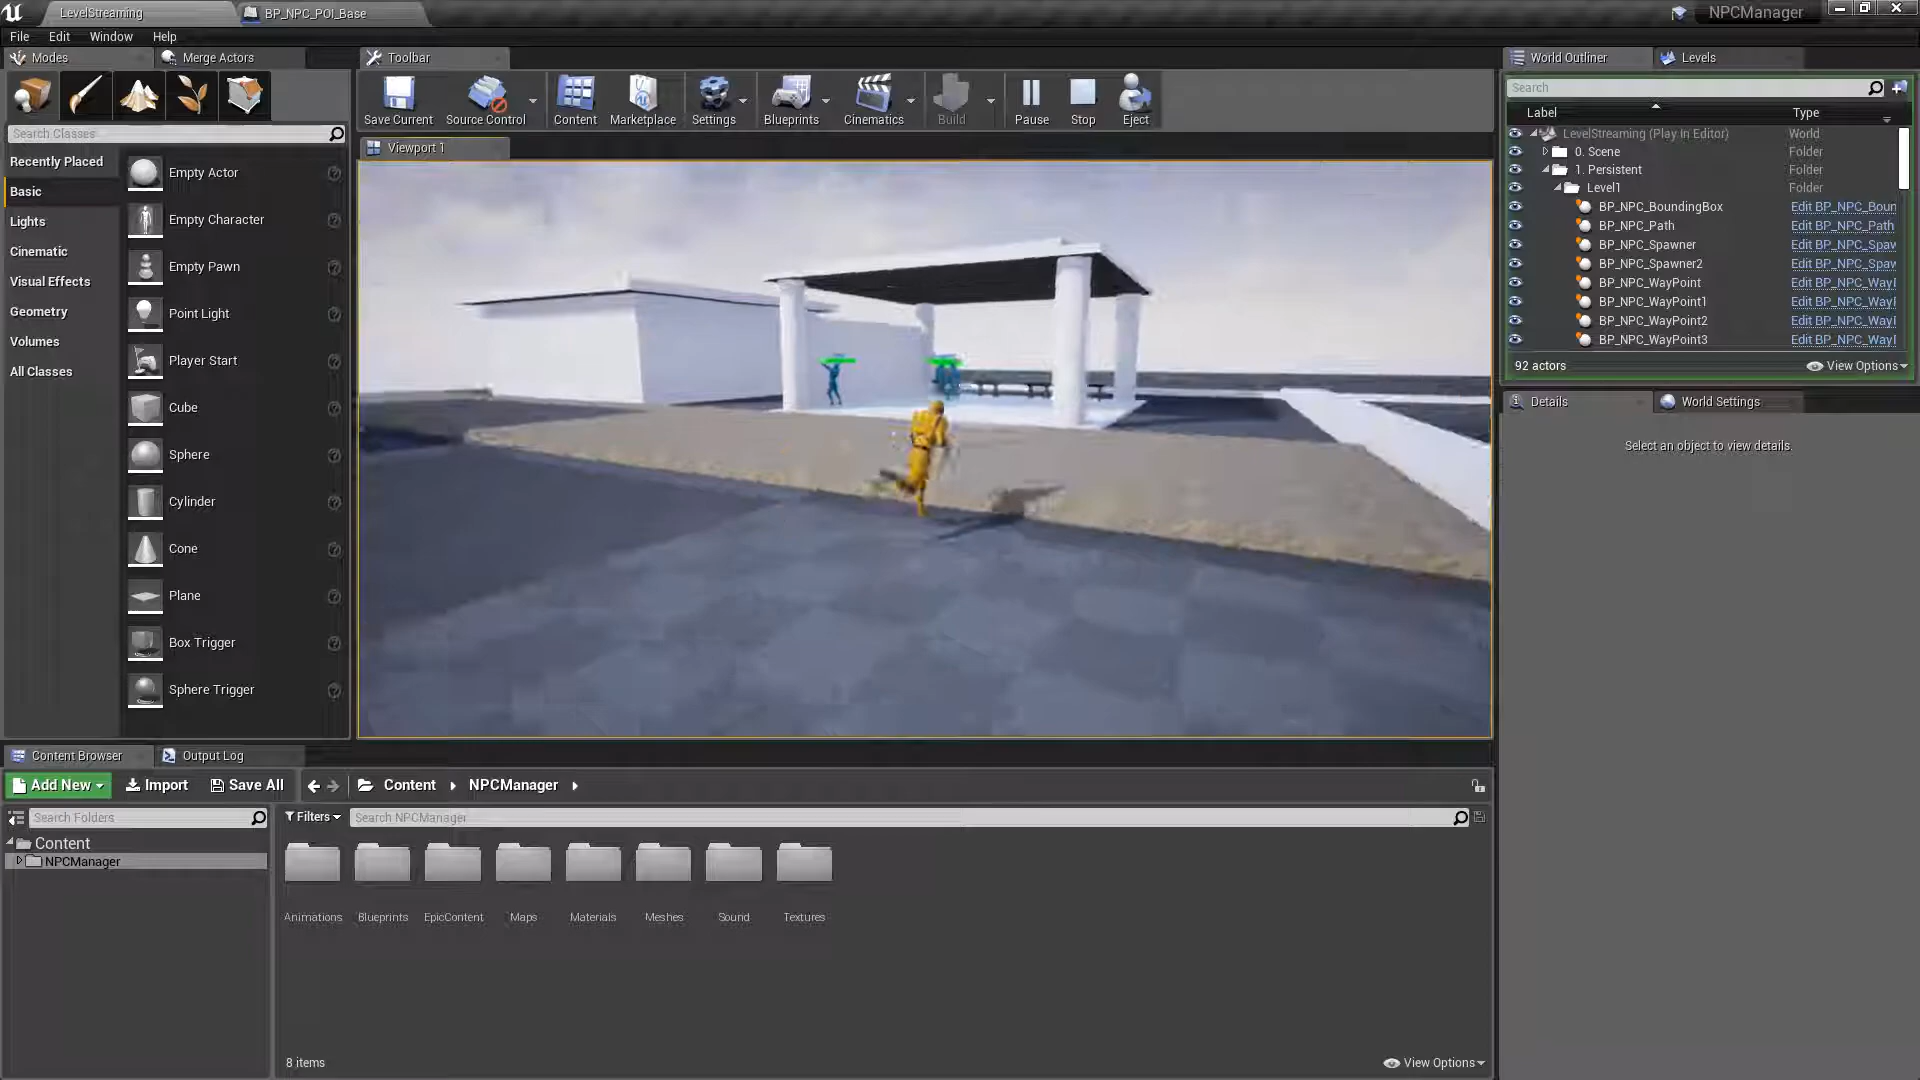 LevelStreaming
BP_NPC_POI_Base
NPCManager
File
Edit
Window
Help
Modes
Merge Actors
Search Classes
Recently Placed
Basic
Lights
Cinematic
Visual Effects
Geometry
Volumes
All Classes
Empty Actor
Empty Character
Empty Pawn
Point Light
Player Start
Cube
Sphere
Cylinder
Cone
Plane
Box Trigger
Sphere Trigger
Toolbar
Save Current
Source Control
Content
Marketplace
Settings
Blueprints
Cinematics
Build
Pause
Stop
Eject
Viewport 1
World Outliner
Levels
Search
Label
Type
LevelStreaming (Play In Editor)
World
0. Scene
Folder
1. Persistent
Folder
Level1
Folder
BP_NPC_BoundingBox
Edit BP_NPC_Boun
BP_NPC_Path
Edit BP_NPC_Path
BP_NPC_Spawner
Edit BP_NPC_Spaw
BP_NPC_Spawner2
Edit BP_NPC_Spaw
BP_NPC_WayPoint
Edit BP_NPC_Way
BP_NPC_WayPoint1
Edit BP_NPC_Way
BP_NPC_WayPoint2
Edit BP_NPC_Way
BP_NPC_WayPoint3
Edit BP_NPC_Way
92 actors
View Options
Details
World Settings
Select an object to view details.
Content Browser
Output Log
Add New
Import
Save All
Content
NPCManager
Search Folders
Content
NPCManager
Filters
Search NPCManager
Animations
Blueprints
EpicContent
Maps
Materials
Meshes
Sound
Textures
8 items
View Options